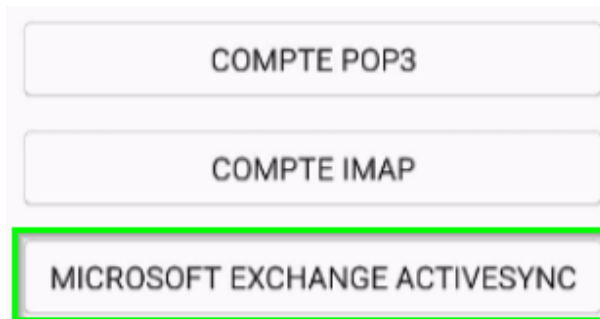 COMPTE POP3
COMPTE IMAP
MICROSOFT EXCHANGE ACTIVESYNC